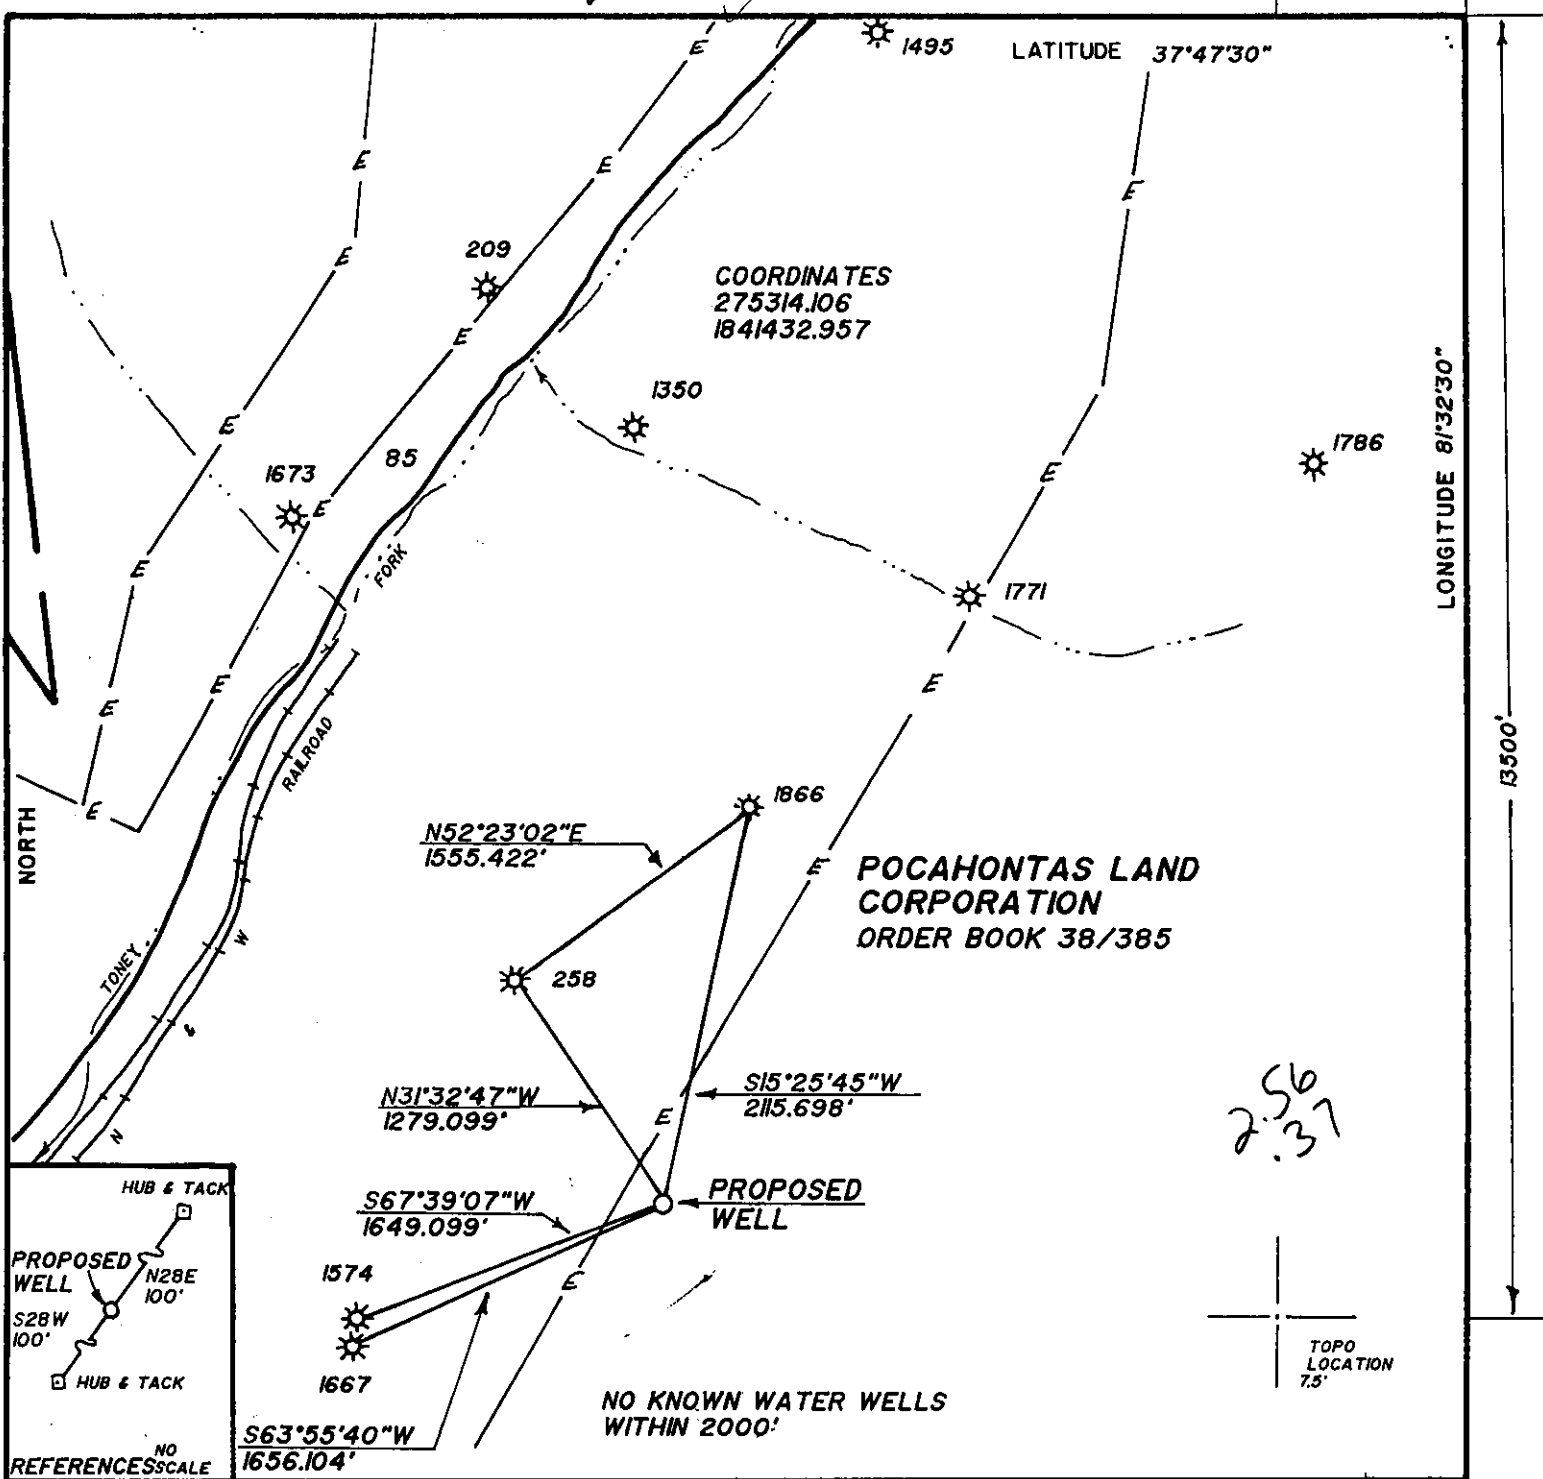 1495
LATITUDE 37°47'30"
E
E
E
E
209
E
COORDINATES
275314.106
1841432.957
E
LONGITUDE 81°32'30"
1350
E
85
1673
E
1786
E
E
FORK
1771
E
E
E
RAILROAD
13500'
E
1866
NORTH
N52°23'02"E
1555.422'
E
POCAHONTAS LAND
CORPORATION
ORDER BOOK 38/385
W
TONEY
258
&
N
N31°32'47"W
1279.099'
S15°25'45"W
2115.698'
E
2.56
.37
HUB & TACK
S67°39'07"W
1649.099'
PROPOSED
WELL
PROPOSED
WELL
N28E
100'
S28W
100'
1574
E
HUB & TACK
1667
TOPO
LOCATION
7.5'
NO KNOWN WATER WELLS
WITHIN 2000'
S63°55'40"W
1656.104'
REFERENCES
NO
SCALE